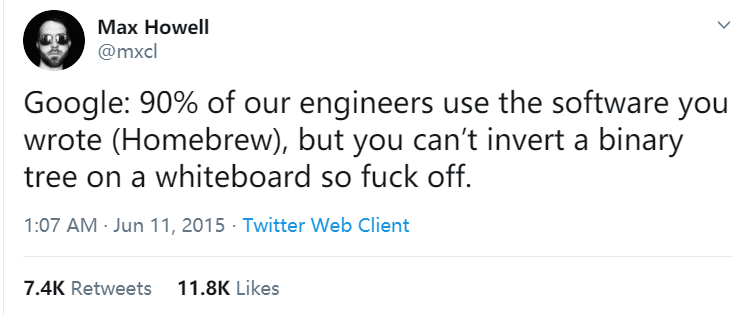 Max Howell
@mxcl
Google: 90% of our engineers use the software you
wrote (Homebrew), but you can’t invert a binary
tree on a whiteboard so fuck off.
1:07 AM · Jun 11, 2015 · Twitter Web Client
7.4K Retweets 11.8K Likes